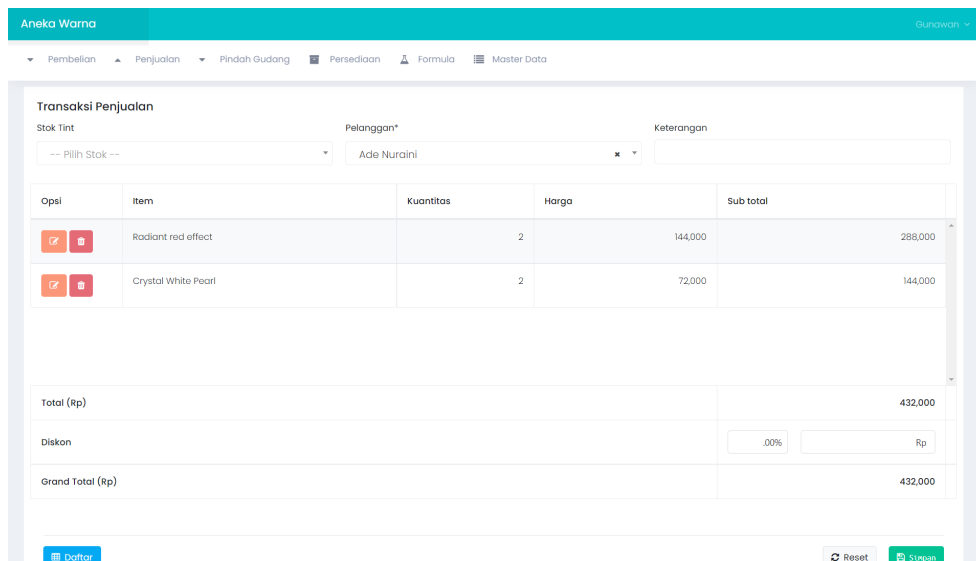 Aneka Warna Gunawan
Pembelian Penjualan Pindah Gudang Persediaan Formula Master Data
Transaksi Penjualan
Stok Tint Pelanggan* Keterangan
-- Pilih Stok -- Ade Nuraini ×
Opsi Item Kuantitas Harga Sub total
Radiant red effect 2 144,000 288,000
Crystal White Pearl 2 72,000 144,000
Total (Rp) 432,000
Diskon .00% Rp
Grand Total (Rp) 432,000
Daftar Reset Simpan